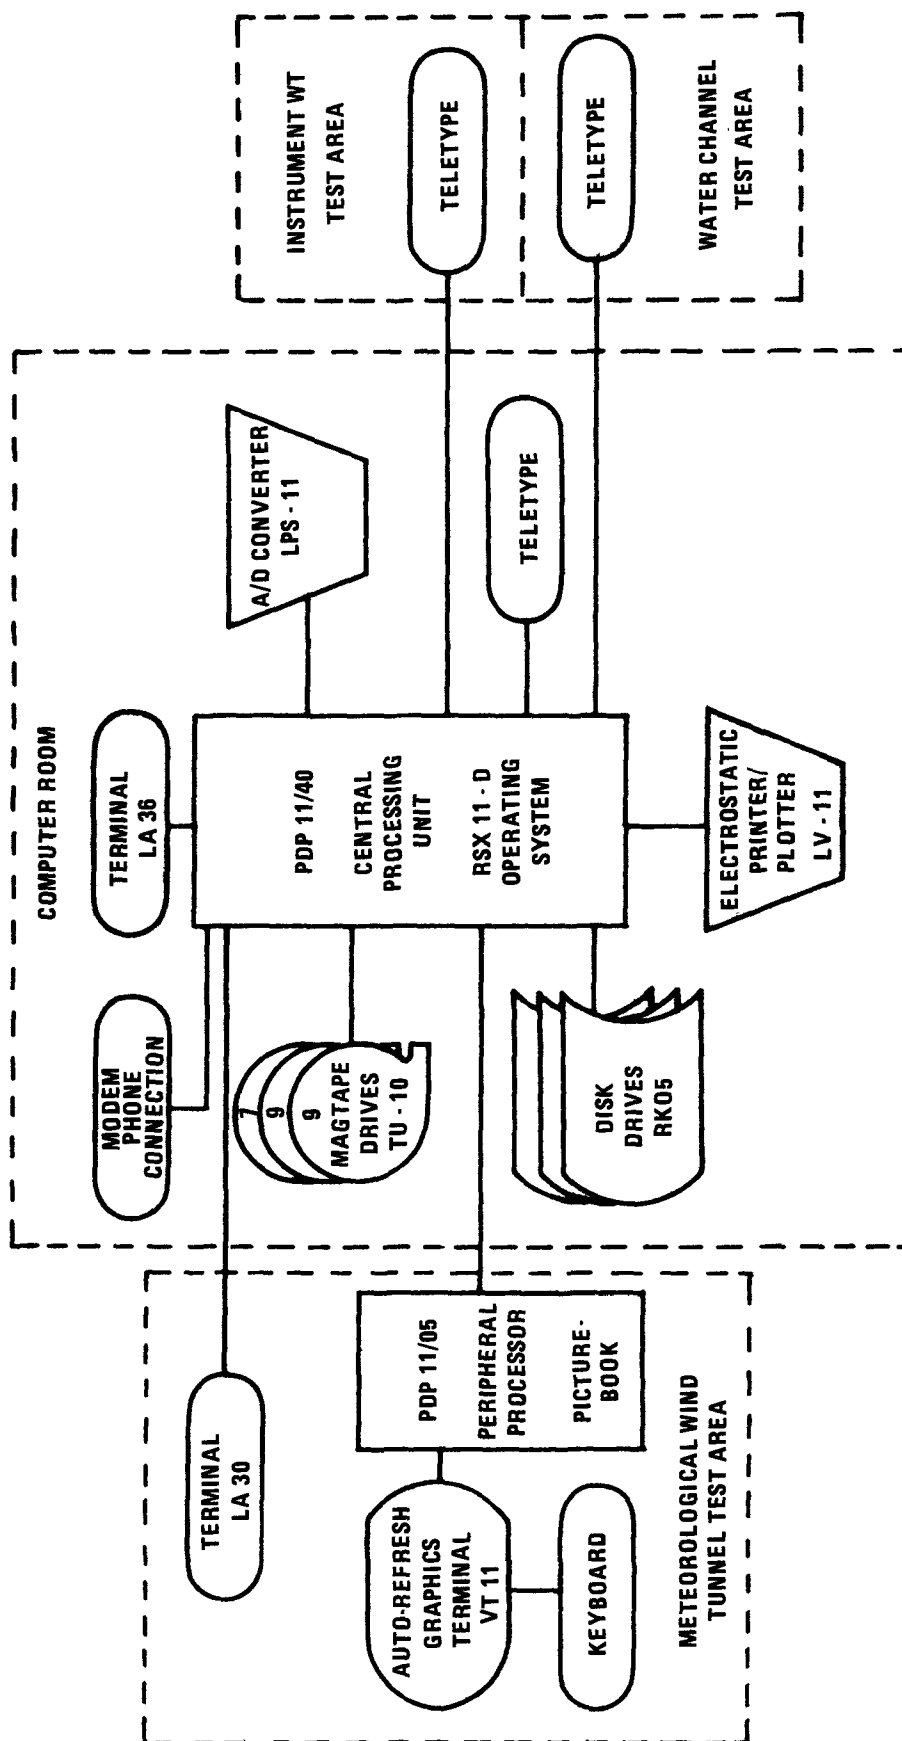 COMPUTER ROOM
MODEM
PHONE
CONNECTION
TERMINAL
LA 36
TERMINAL
LA 30
7
9
9
MAGTAPE
DRIVES
TU - 10
PDP 11/40
CENTRAL
PROCESSING
UNIT
RSX 11 - D
OPERATING
SYSTEM
A/D CONVERTER
LPS - 11
INSTRUMENT WT
TEST AREA
TELETYPE
AUTO-REFRESH
GRAPHICS
TERMINAL
VT 11
PDP 11/05
PERIPHERAL
PROCESSOR
PICTURE-
BOOK
KEYBOARD
DISK
DRIVES
RK05
TELETYPE
TELETYPE
METEOROLOGICAL WIND
TUNNEL TEST AREA
ELECTROSTATIC
PRINTER/
PLOTTER
LV - 11
WATER CHANNEL
TEST AREA